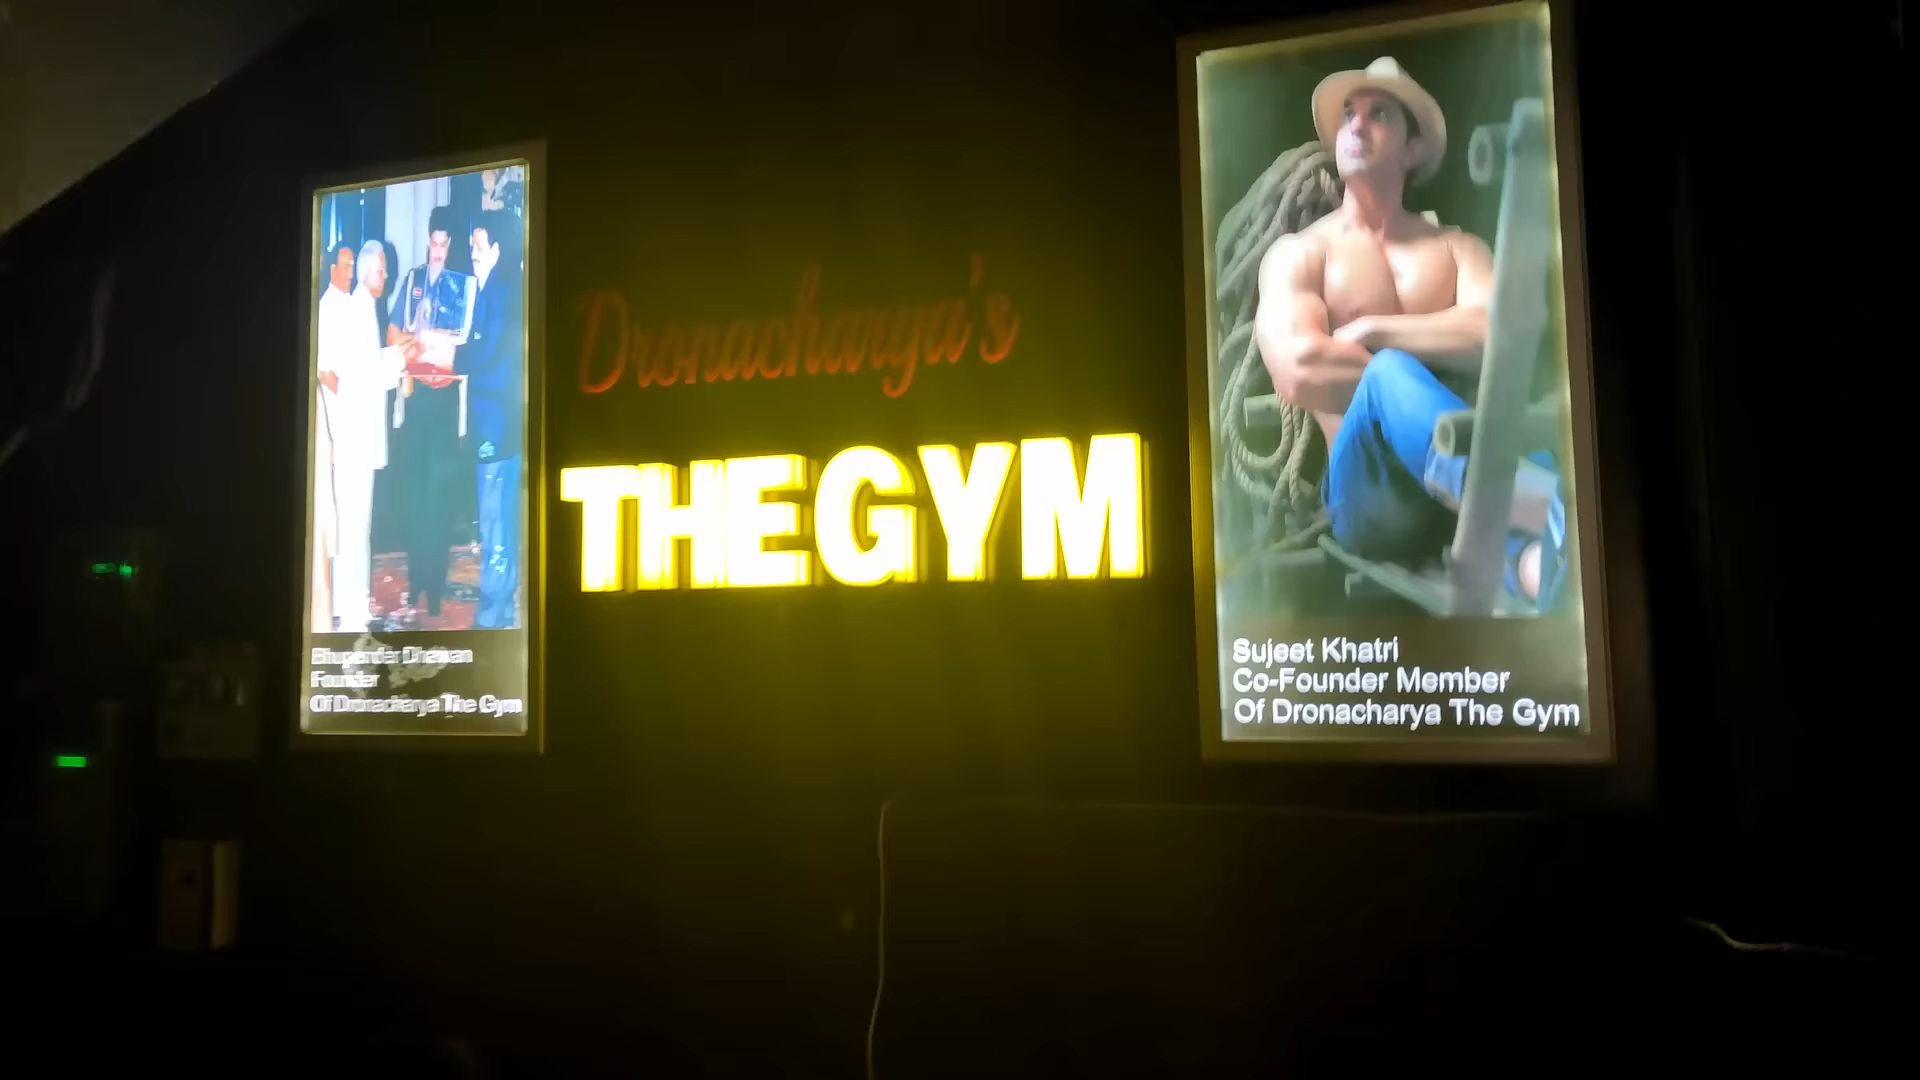 Dronacharya's
THE GYM
Bhupender Dhawan
Founder
Of Dronacharya The Gym
Sujeet Khatri
Co-Founder Member
Of Dronacharya The Gym